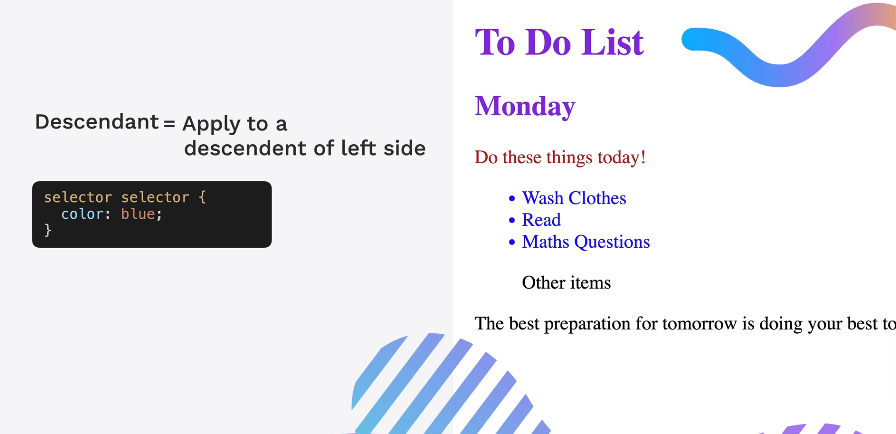 Descendant = Apply to a
descendent of left side
selector selector {
  color: blue;
}
To Do List
Monday
Do these things today!
• Wash Clothes
• Read
• Maths Questions
Other items
The best preparation for tomorrow is doing your best to